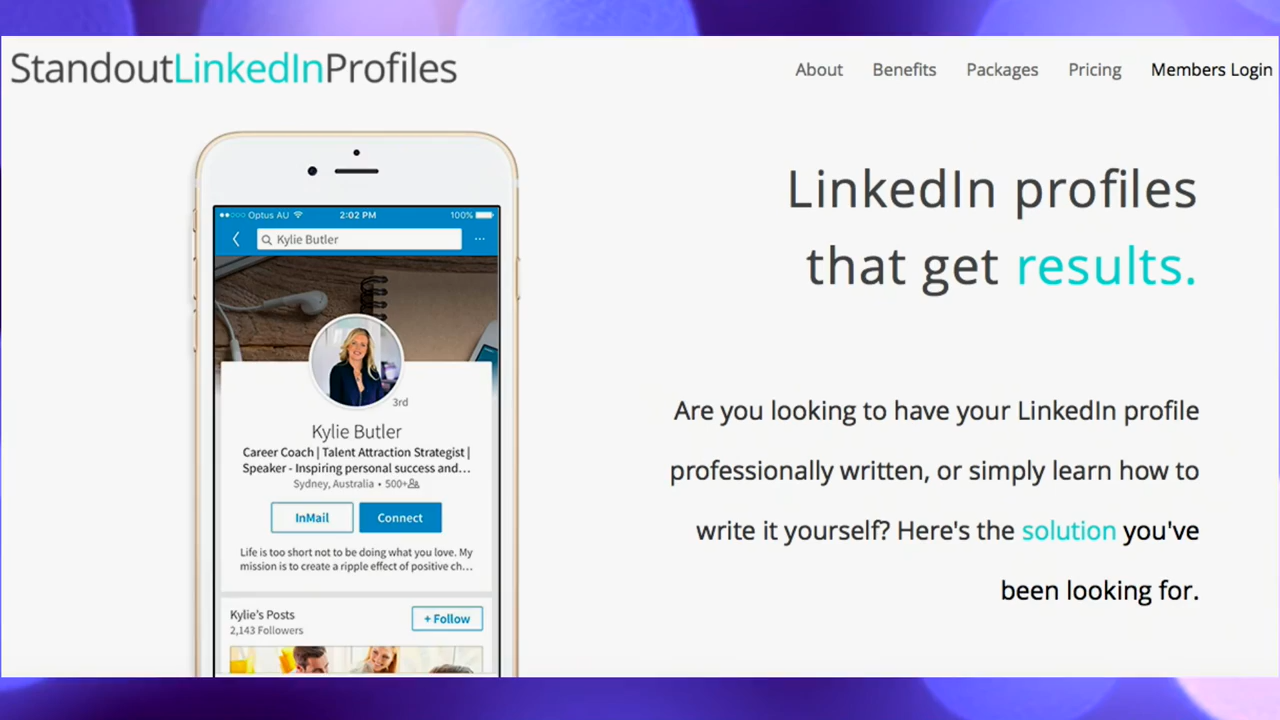 StandoutLinkedInProfiles
About Benefits Packages Pricing Members Login
LinkedIn profiles
that get results.
Are you looking to have your LinkedIn profile
professionally written, or simply learn how to
write it yourself? Here's the solution you've
been looking for.
Optus AU 2:02 PM 100%
Kylie Butler ...
3rd
Kylie Butler
Career Coach | Talent Attraction Strategist |
Speaker - Inspiring personal success and...
Sydney, Australia • 500+
InMail Connect
Life is too short not to be doing what you love. My
mission is to create a ripple effect of positive ch...
Kylie's Posts
+ Follow
2,143 Followers